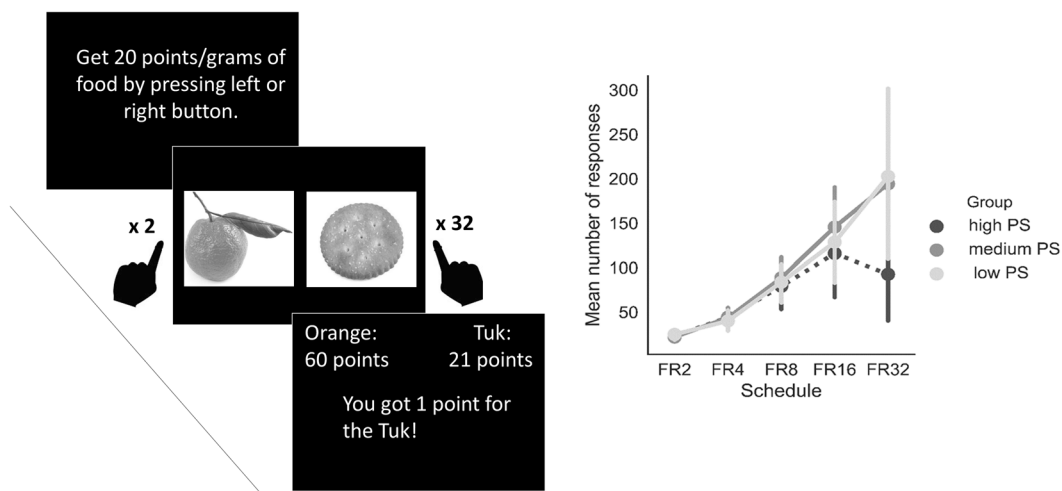 Get 20 points/grams of
food by pressing left or
right button.
x 2
x 32
Orange:
60 points
Tuk:
21 points
You got 1 point for
the Tuk!
Mean number of responses
300
250
200
150
100
50
FR2 FR4 FR8 FR16 FR32
Schedule
Group
high PS
medium PS
low PS